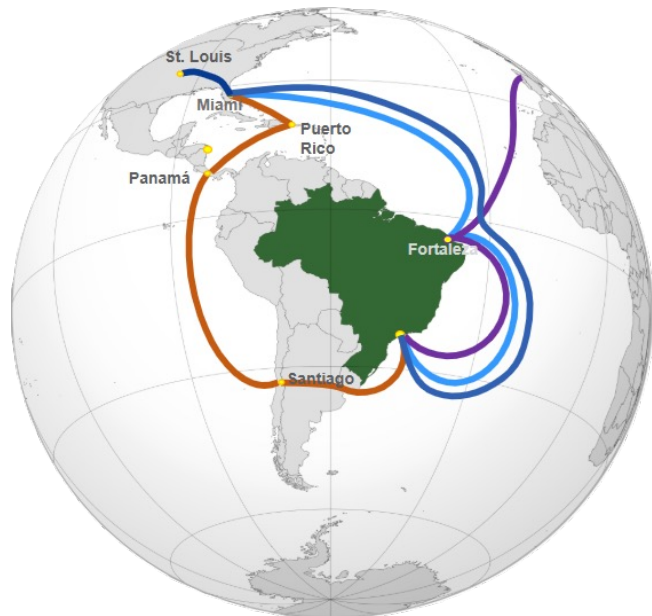 St. Louis
Miami
Puerto
Rico
Panamá
Fortaleza
Santiago